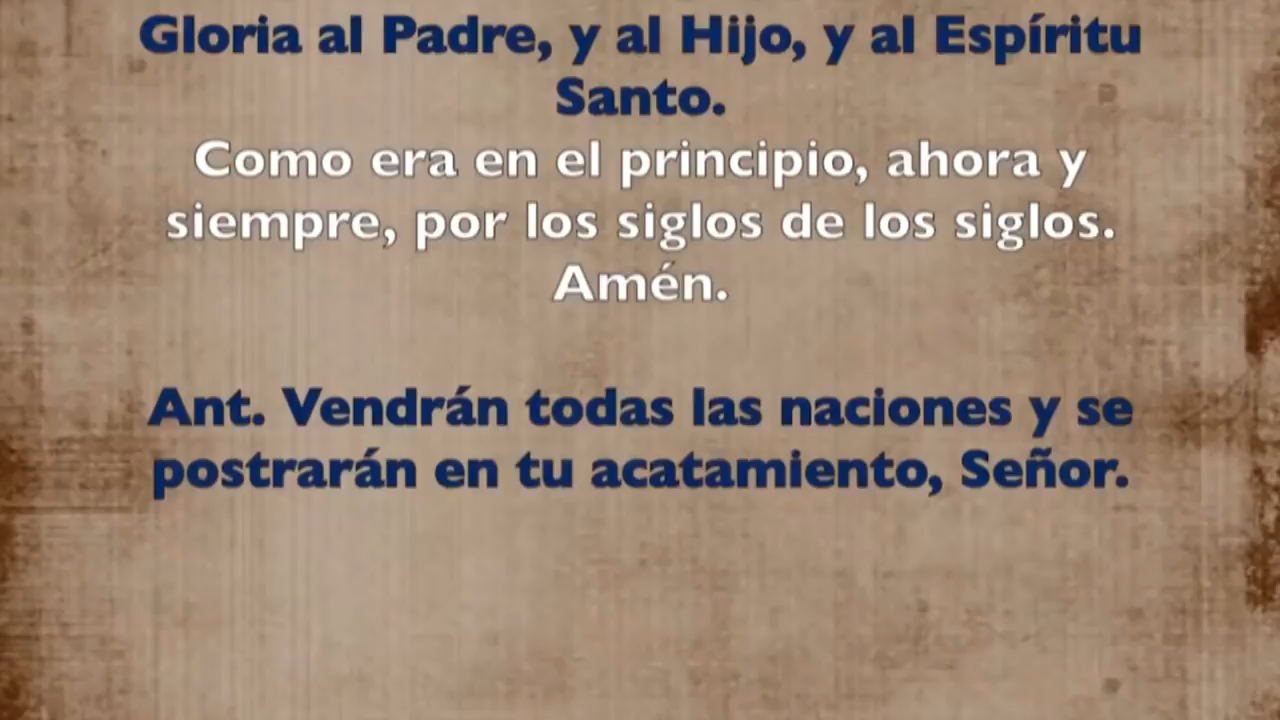 Gloria al Padre, y al Hijo, y al Espíritu
Santo.
Como era en el principio, ahora y
siempre, por los siglos de los siglos.
Amén.
Ant. Vendrán todas las naciones y se
postrarán en tu acatamiento, Señor.